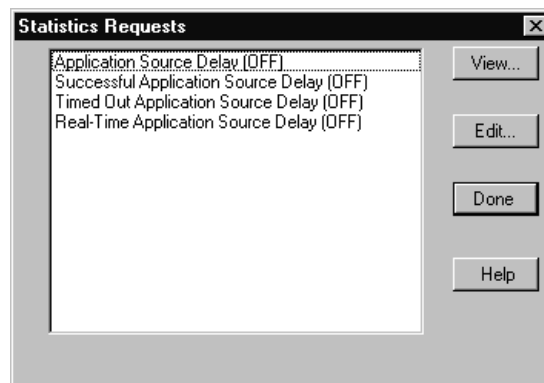 Statistics Requests
Application Source Delay (OFF)
Successful Application Source Delay (OFF)
Timed Out Application Source Delay (OFF)
Real-Time Application Source Delay (OFF)
View...
Edit...
Done
Help